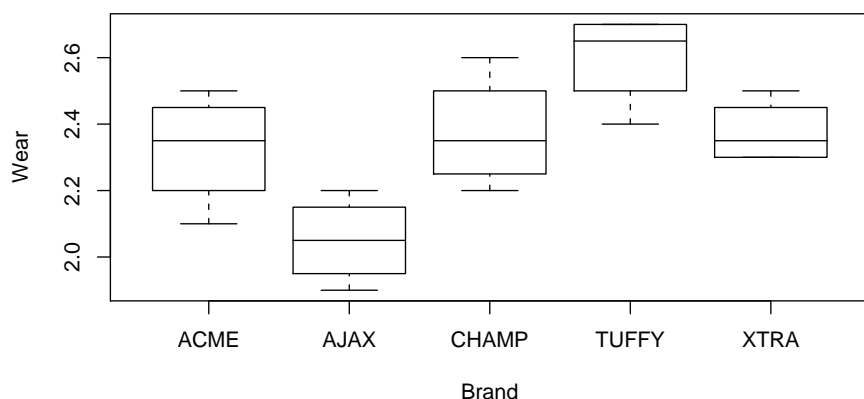 2.6
2.4
2.2
2.0
Wear
ACME AJAX CHAMP TUFFY XTRA
Brand